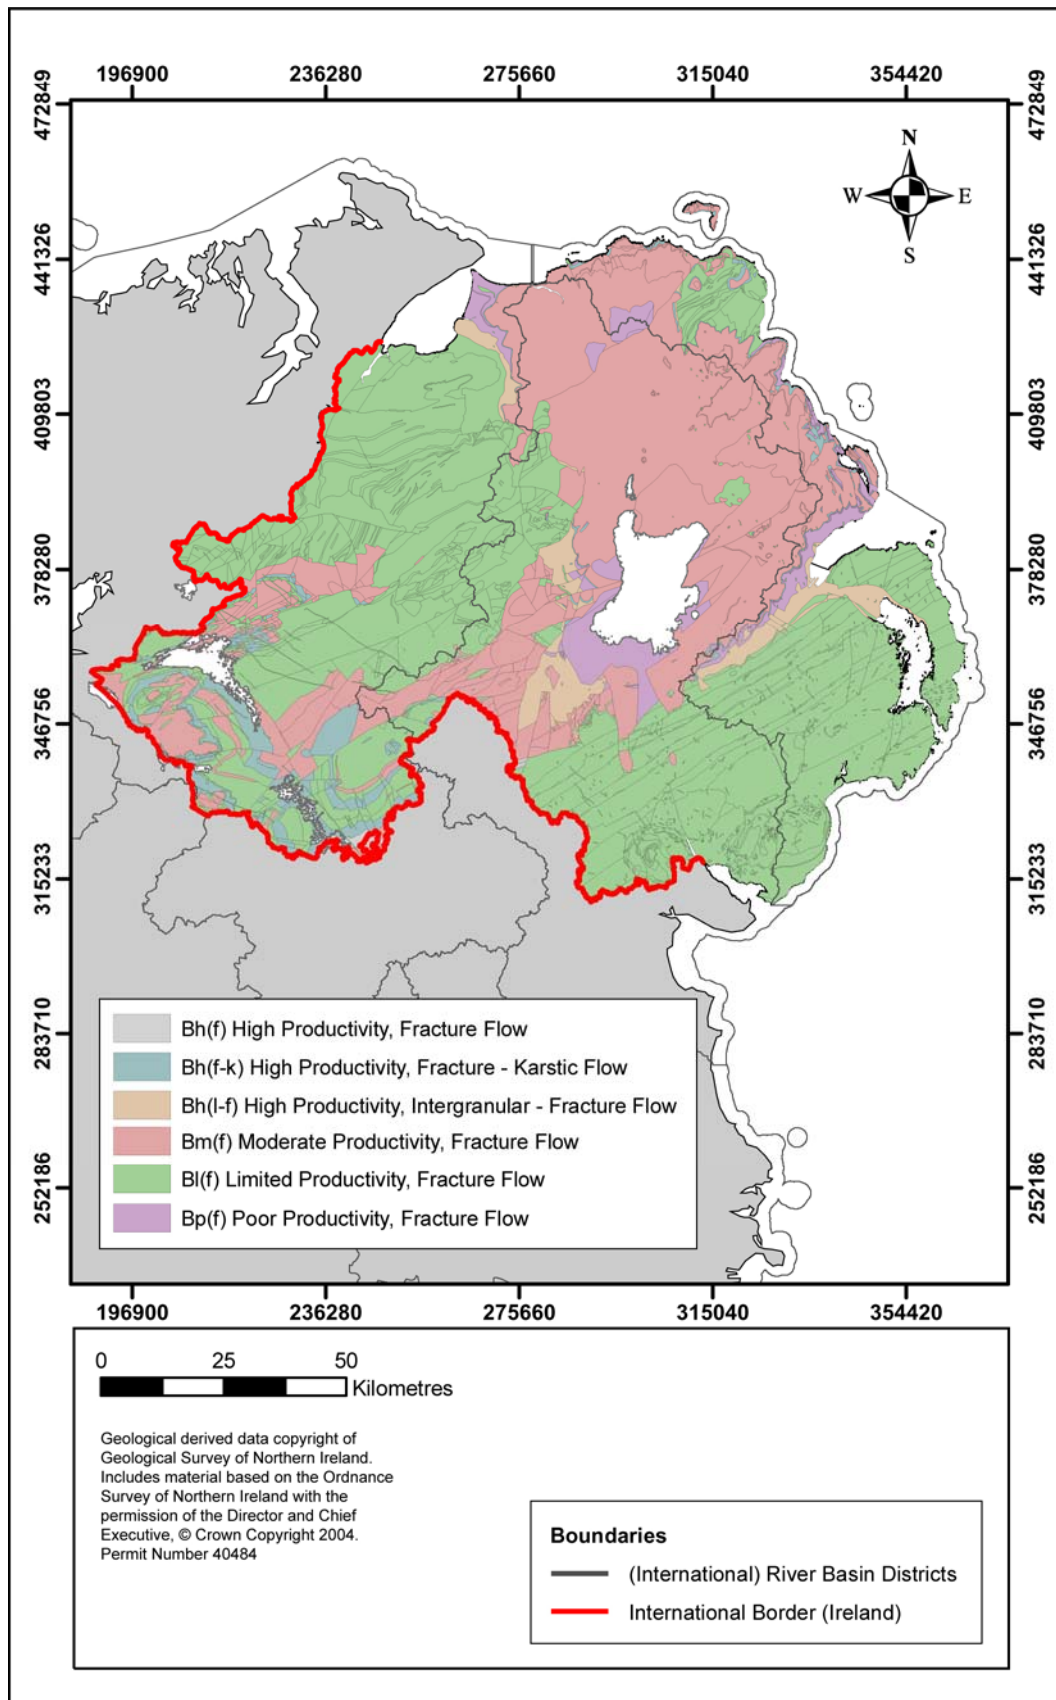 196900 236280 275660 315040 354420
472849 472849
N
W E
S
441326 441326
409803 409803
378280 378280
346756 346756
315233 315233
283710 283710
252186 252186
Bh(f) High Productivity, Fracture Flow
Bh(f-k) High Productivity, Fracture - Karstic Flow
Bh(I-f) High Productivity, Intergranular - Fracture Flow
Bm(f) Moderate Productivity, Fracture Flow
Bl(f) Limited Productivity, Fracture Flow
Bp(f) Poor Productivity, Fracture Flow
196900 236280 275660 315040 354420
0 25 50
Kilometres
Geological derived data copyright of
Geological Survey of Northern Ireland.
Includes material based on the Ordnance
Survey of Northern Ireland with the
permission of the Director and Chief
Executive, © Crown Copyright 2004.
Permit Number 40484
Boundaries
(International) River Basin Districts
International Border (Ireland)